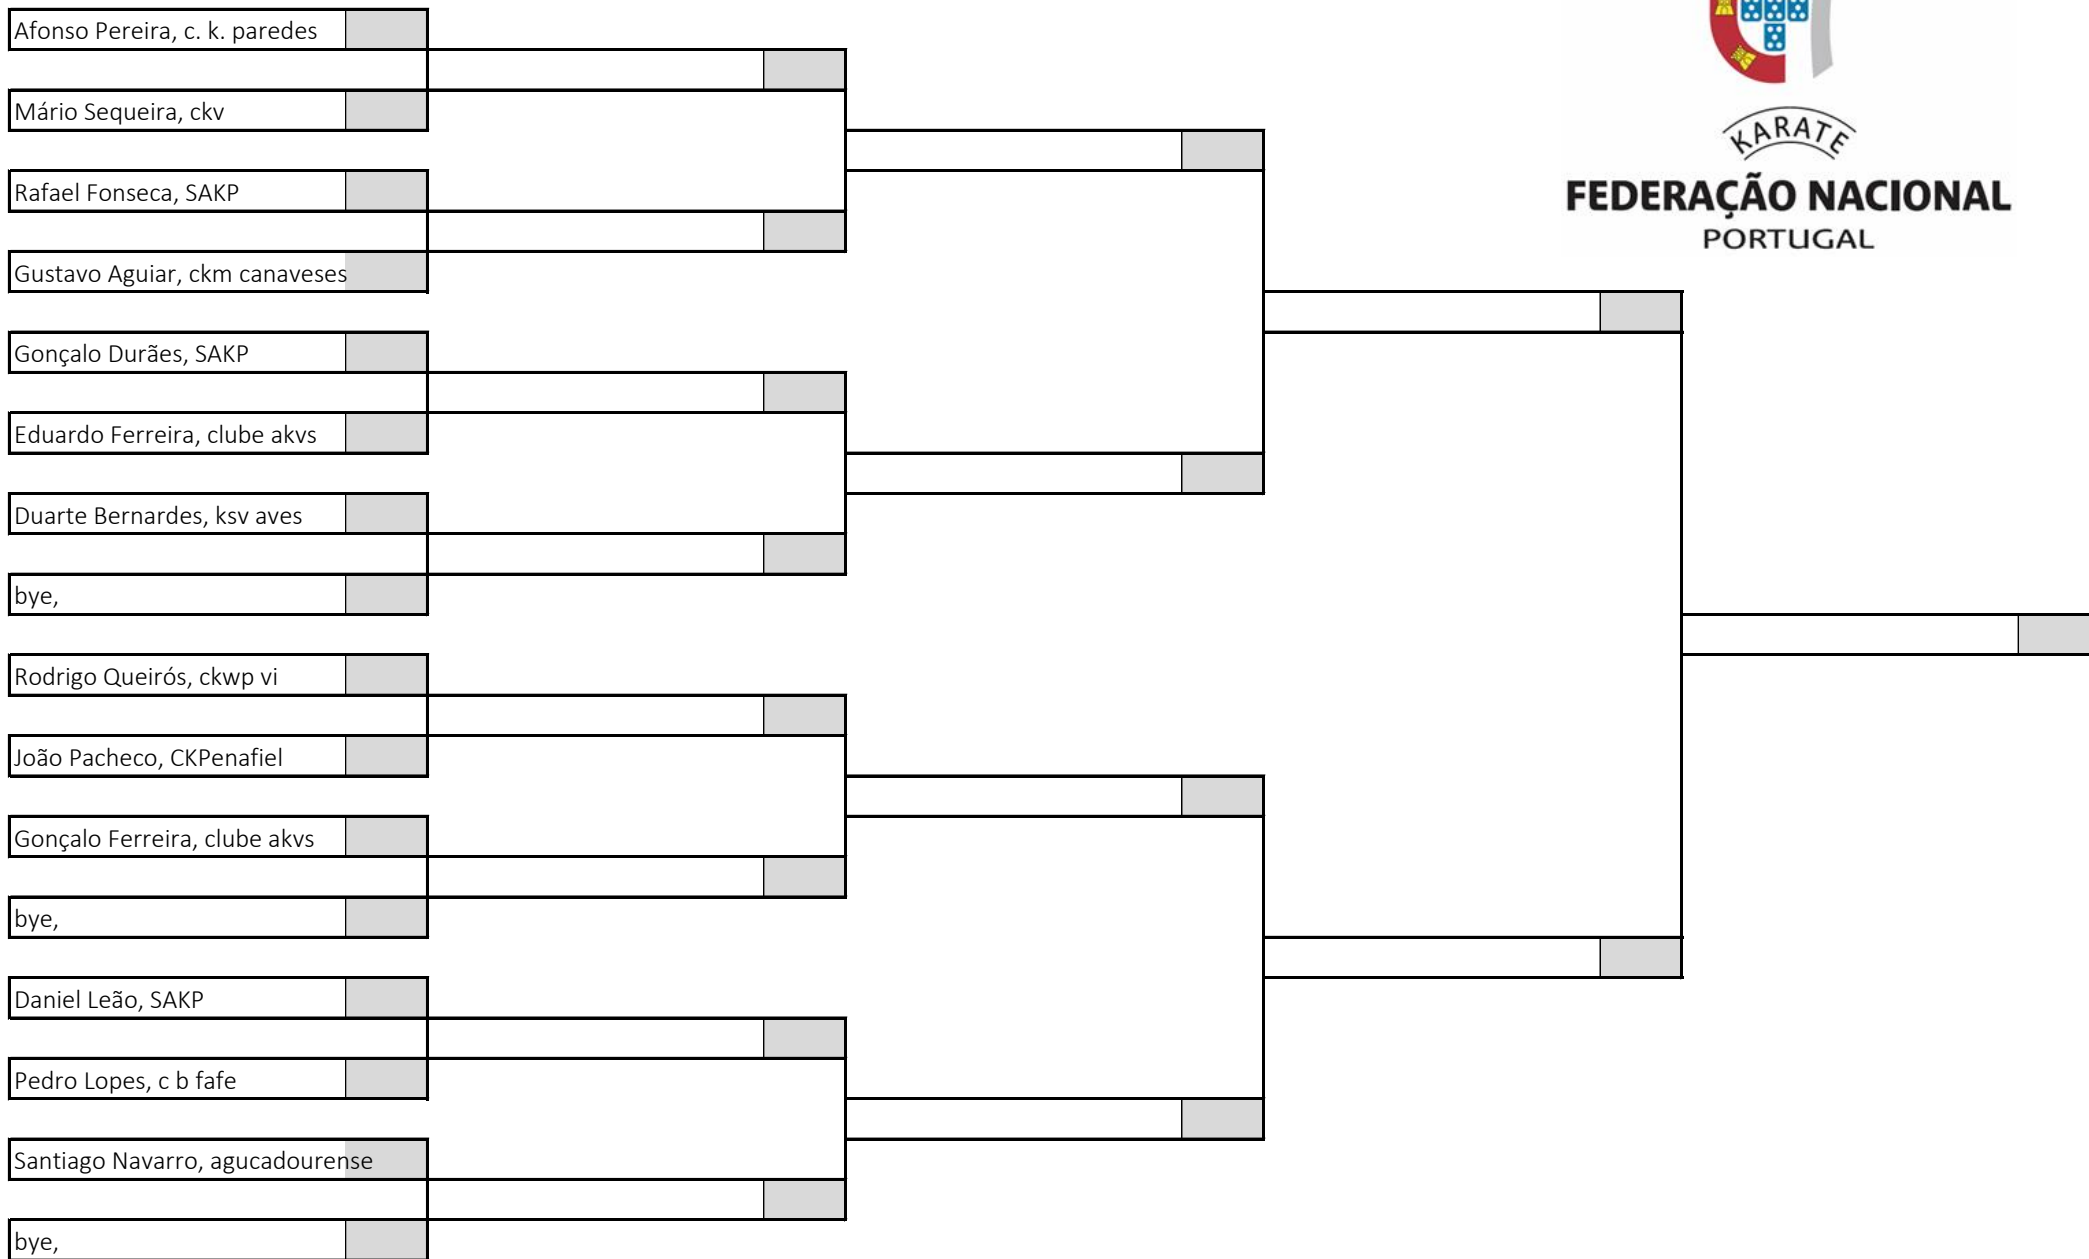 Afonso Pereira, c. k. paredes
Mário Sequeira, ckv
KARATE
Rafael Fonseca, SAKP
FEDERAÇÃO NACIONAL
PORTUGAL
Gustavo Aguiar, ckm canaveses
Gonçalo Durães, SAKP
Eduardo Ferreira, clube akvs
Duarte Bernardes, ksv aves
bye,
Rodrigo Queirós, ckwp vi
João Pacheco, CKPenafiel
Gonçalo Ferreira, clube akvs
bye,
Daniel Leão, SAKP
Pedro Lopes, c b fafe
Santiago Navarro, agucadourense
bye,